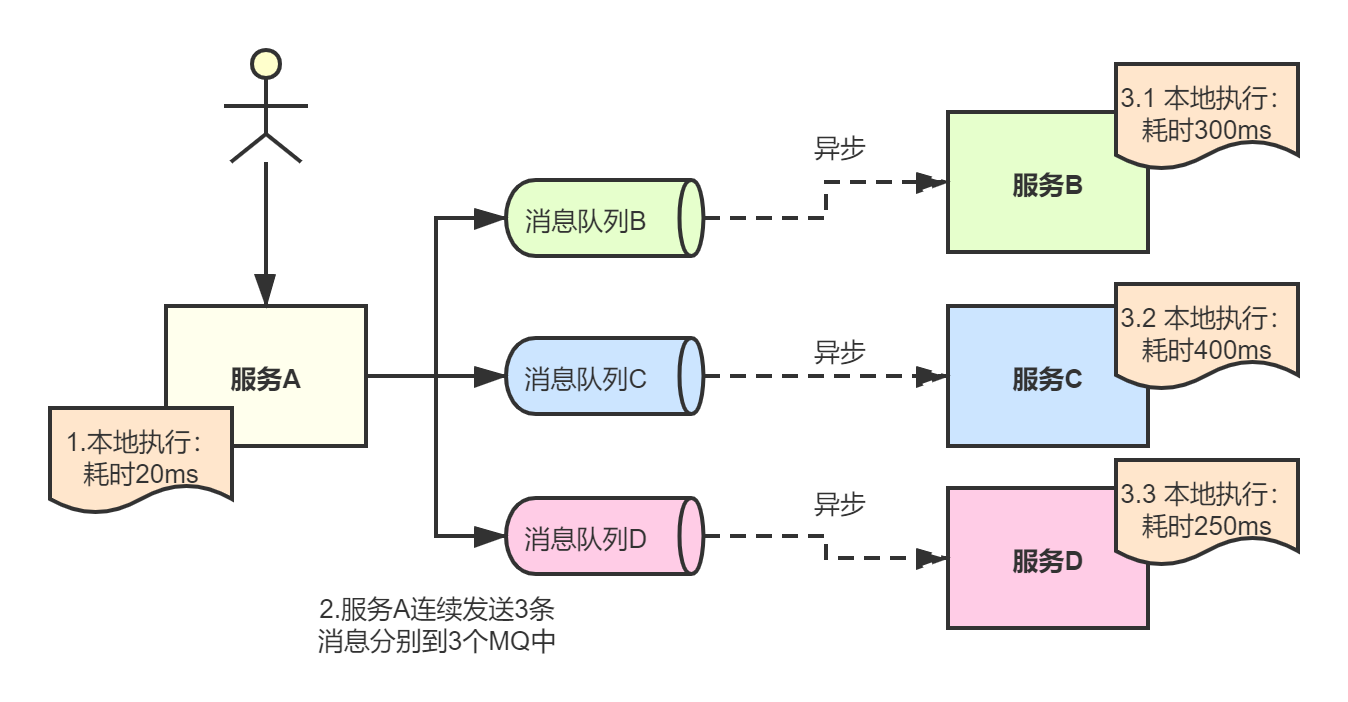 3.1 本地执行：
耗时300ms
异步
服务B
消息队列B
3.2 本地执行：
耗时400ms
异步
服务A
消息队列C
服务C
1.本地执行：
耗时20ms
3.3 本地执行：
耗时250ms
异步
消息队列D
服务D
2.服务A连续发送3条
消息分别到3个MQ中